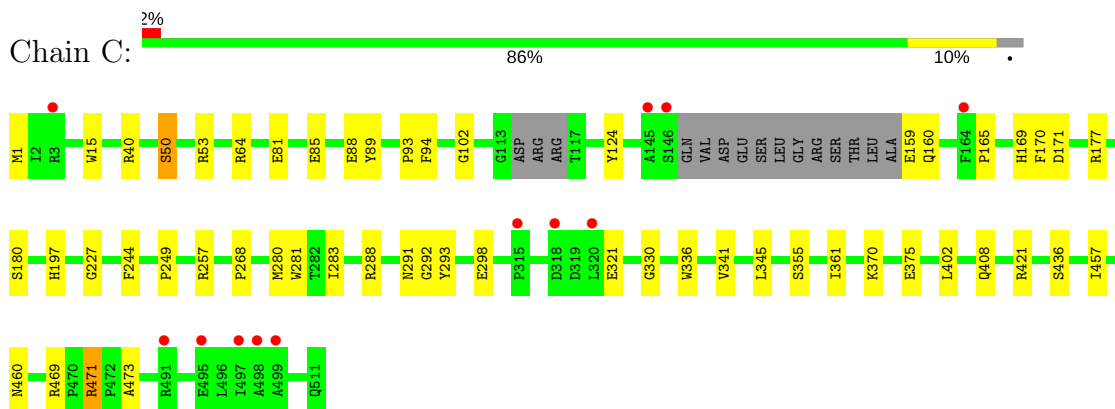 2%
Chain C:
86% 10% •
M1 I2 R3 W15 R40 S50 R53 R64 E81 E85 E88 Y89 P93 F94 G102 G113 ASP ARG ARG T117 Y124 A145 S146 GLN VAL ASP GLU SER LEU GLY ARG SER THR LEU ALA E159 Q160 F164 P165 H169 F170 D171 R177
S180 H197 G227 F244 P249 R257 P268 M280 W281 T282 I283 R288 N291 G292 Y293 E298 P315 D318 D319 L320 E321 G330 W336 V341 L345 S355 I361 K370 E375 L402 Q408 R421 S436 I457
N460 R469 P470 R471 P472 A473 R491 E495 L496 I497 A498 A499 Q511